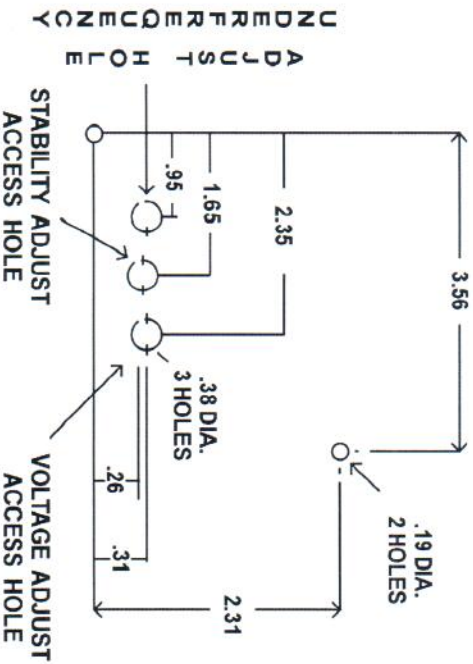 UNDERFREQUENCY
ADJUST HOLE
3.56
2.35
1.65
.95
.19 DIA.
2 HOLES
.38 DIA.
3 HOLES
2.31
.31
.26
STABILITY ADJUST
ACCESS HOLE
VOLTAGE ADJUST
ACCESS HOLE